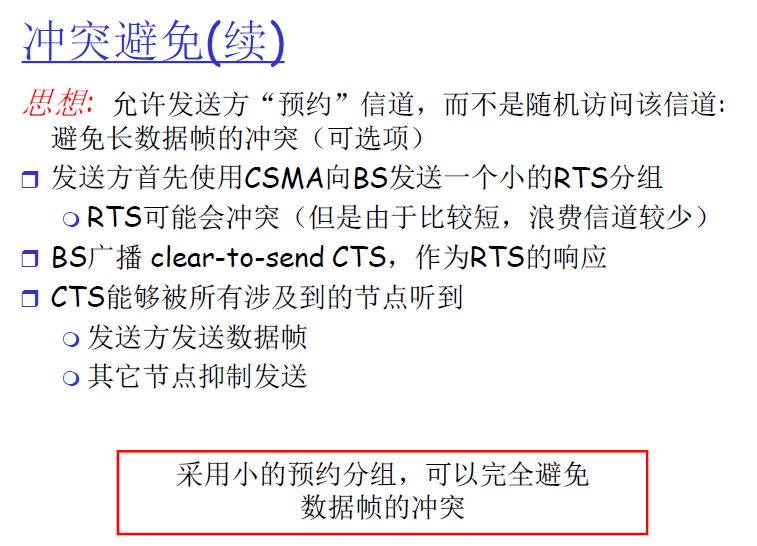 冲突避免(续)
思想: 允许发送方“预约”信道，而不是随机访问该信道:
避免长数据帧的冲突（可选项）
发送方首先使用CSMA向BS发送一个小的RTS分组
RTS可能会冲突（但是由于比较短，浪费信道较少）
BS广播 clear-to-send CTS，作为RTS的响应
CTS能够被所有涉及到的节点听到
发送方发送数据帧
其它节点抑制发送
采用小的预约分组，可以完全避免
数据帧的冲突